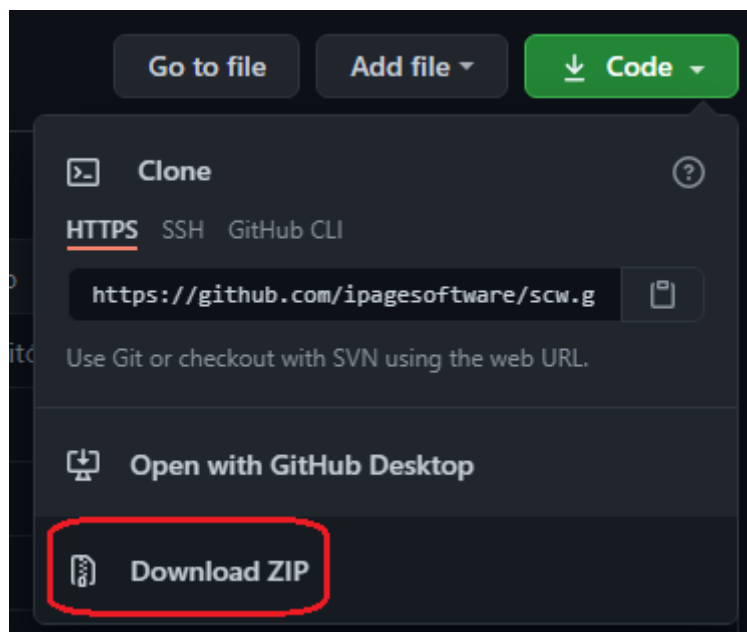 Go to file Add file Code
Clone
HTTPS SSH GitHub CLI
https://github.com/ipagesoftware/scw.g
Use Git or checkout with SVN using the web URL.
Open with GitHub Desktop
Download ZIP